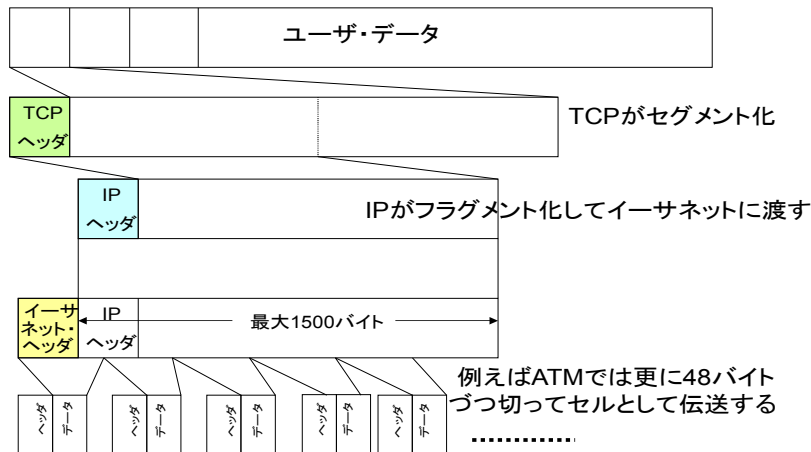 ユーザ・データ
TCP
ヘッダ
TCPがセグメント化
IP
ヘッダ
IPがフラグメント化してイーサネットに渡す
イーサ
ネット・
ヘッダ
IP
ヘッダ
最大1500バイト
例えばATMでは更に48バイト
づつ切ってセルとして伝送する
ヘッダ
データ
ヘッダ
データ
ヘッダ
データ
ヘッダ
データ
ヘッダ
データ